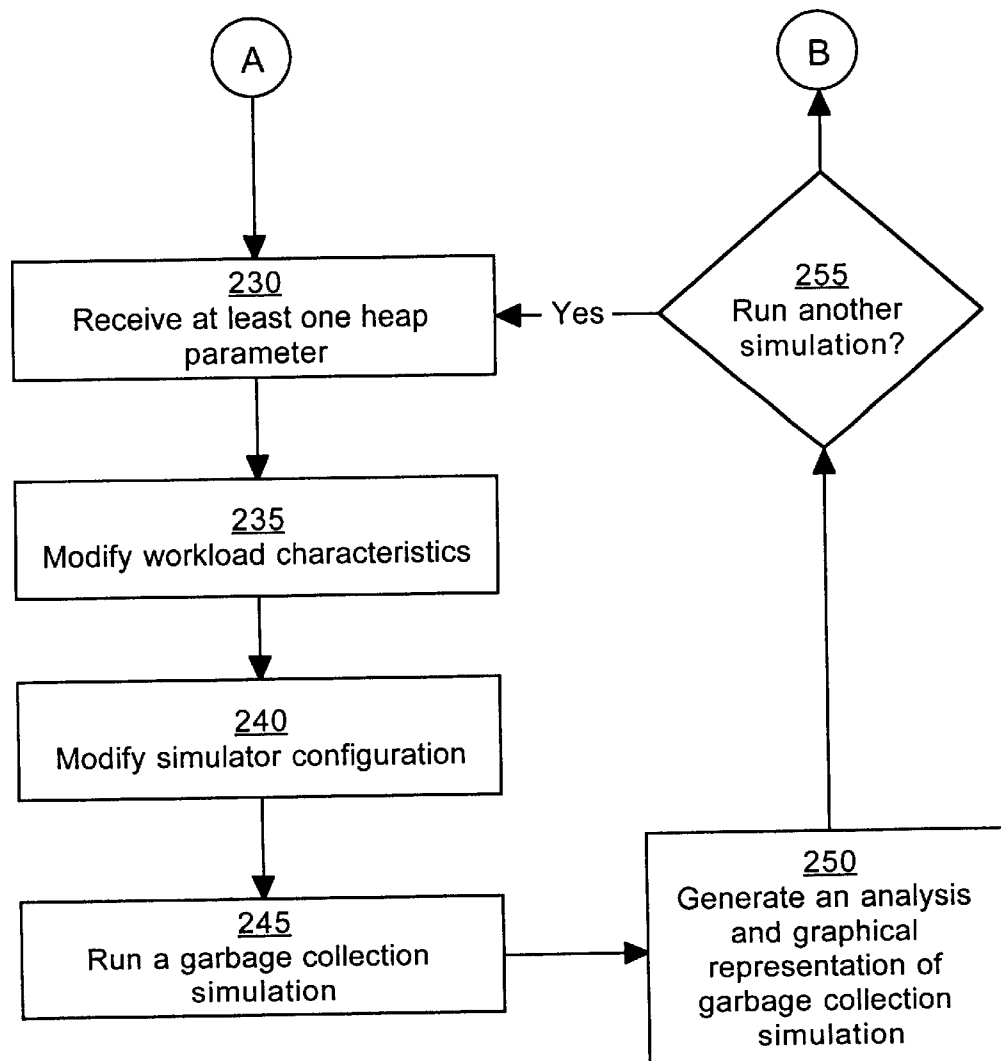 A
B
230
Receive at least one heap
parameter
Yes
255
Run another
simulation?
235
Modify workload characteristics
240
Modify simulator configuration
245
Run a garbage collection
simulation
250
Generate an analysis
and graphical
representation of
garbage collection
simulation